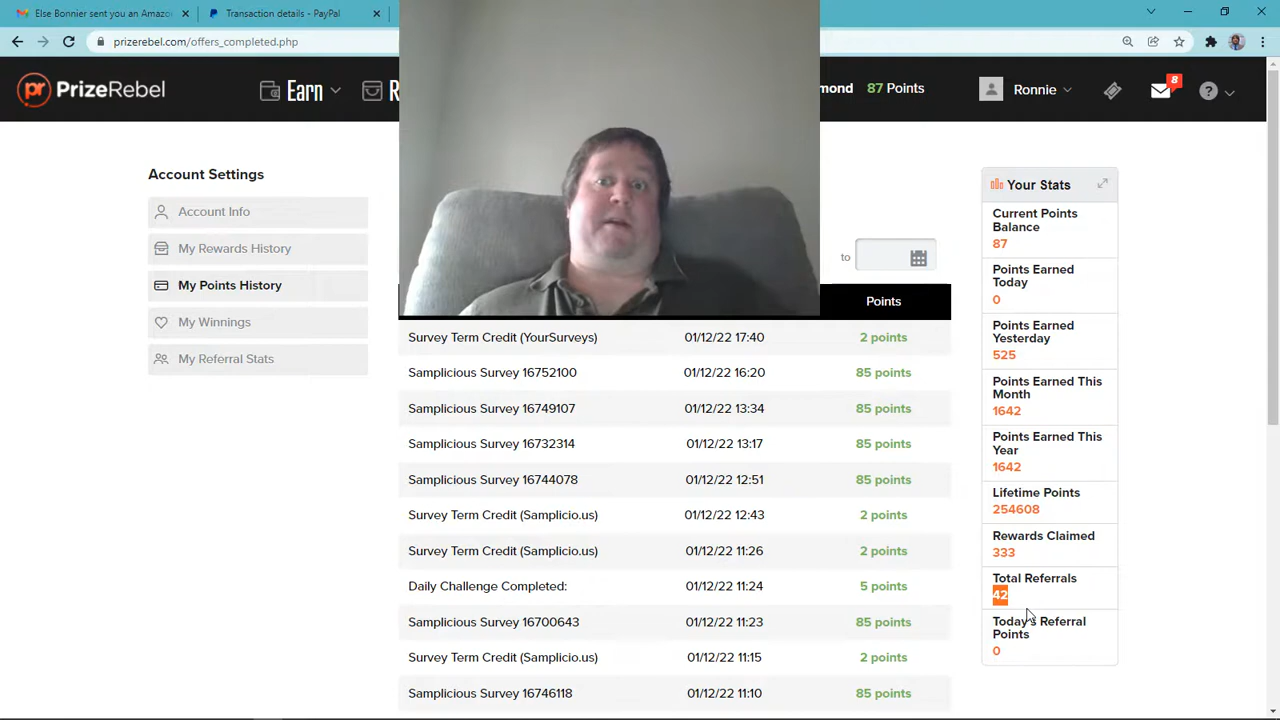 Else Bonnier sent you an Amazo
Transaction details - PayPal
prizerebel.com/offers_completed.php
pr PrizeRebel
Earn
R
mond 87 Points
Ronnie
8
?
Account Settings
Account Info
My Rewards History
My Points History
My Winnings
My Referral Stats
to
Points
Survey Term Credit (YourSurveys) 01/12/22 17:40 2 points
Samplicious Survey 16752100 01/12/22 16:20 85 points
Samplicious Survey 16749107 01/12/22 13:34 85 points
Samplicious Survey 16732314 01/12/22 13:17 85 points
Samplicious Survey 16744078 01/12/22 12:51 85 points
Survey Term Credit (Samplicio.us) 01/12/22 12:43 2 points
Survey Term Credit (Samplicio.us) 01/12/22 11:26 2 points
Daily Challenge Completed: 01/12/22 11:24 5 points
Samplicious Survey 16700643 01/12/22 11:23 85 points
Survey Term Credit (Samplicio.us) 01/12/22 11:15 2 points
Samplicious Survey 16746118 01/12/22 11:10 85 points
Your Stats
Current Points
Balance
87
Points Earned
Today
0
Points Earned
Yesterday
525
Points Earned This
Month
1642
Points Earned This
Year
1642
Lifetime Points
254608
Rewards Claimed
333
Total Referrals
42
Today's Referral
Points
0